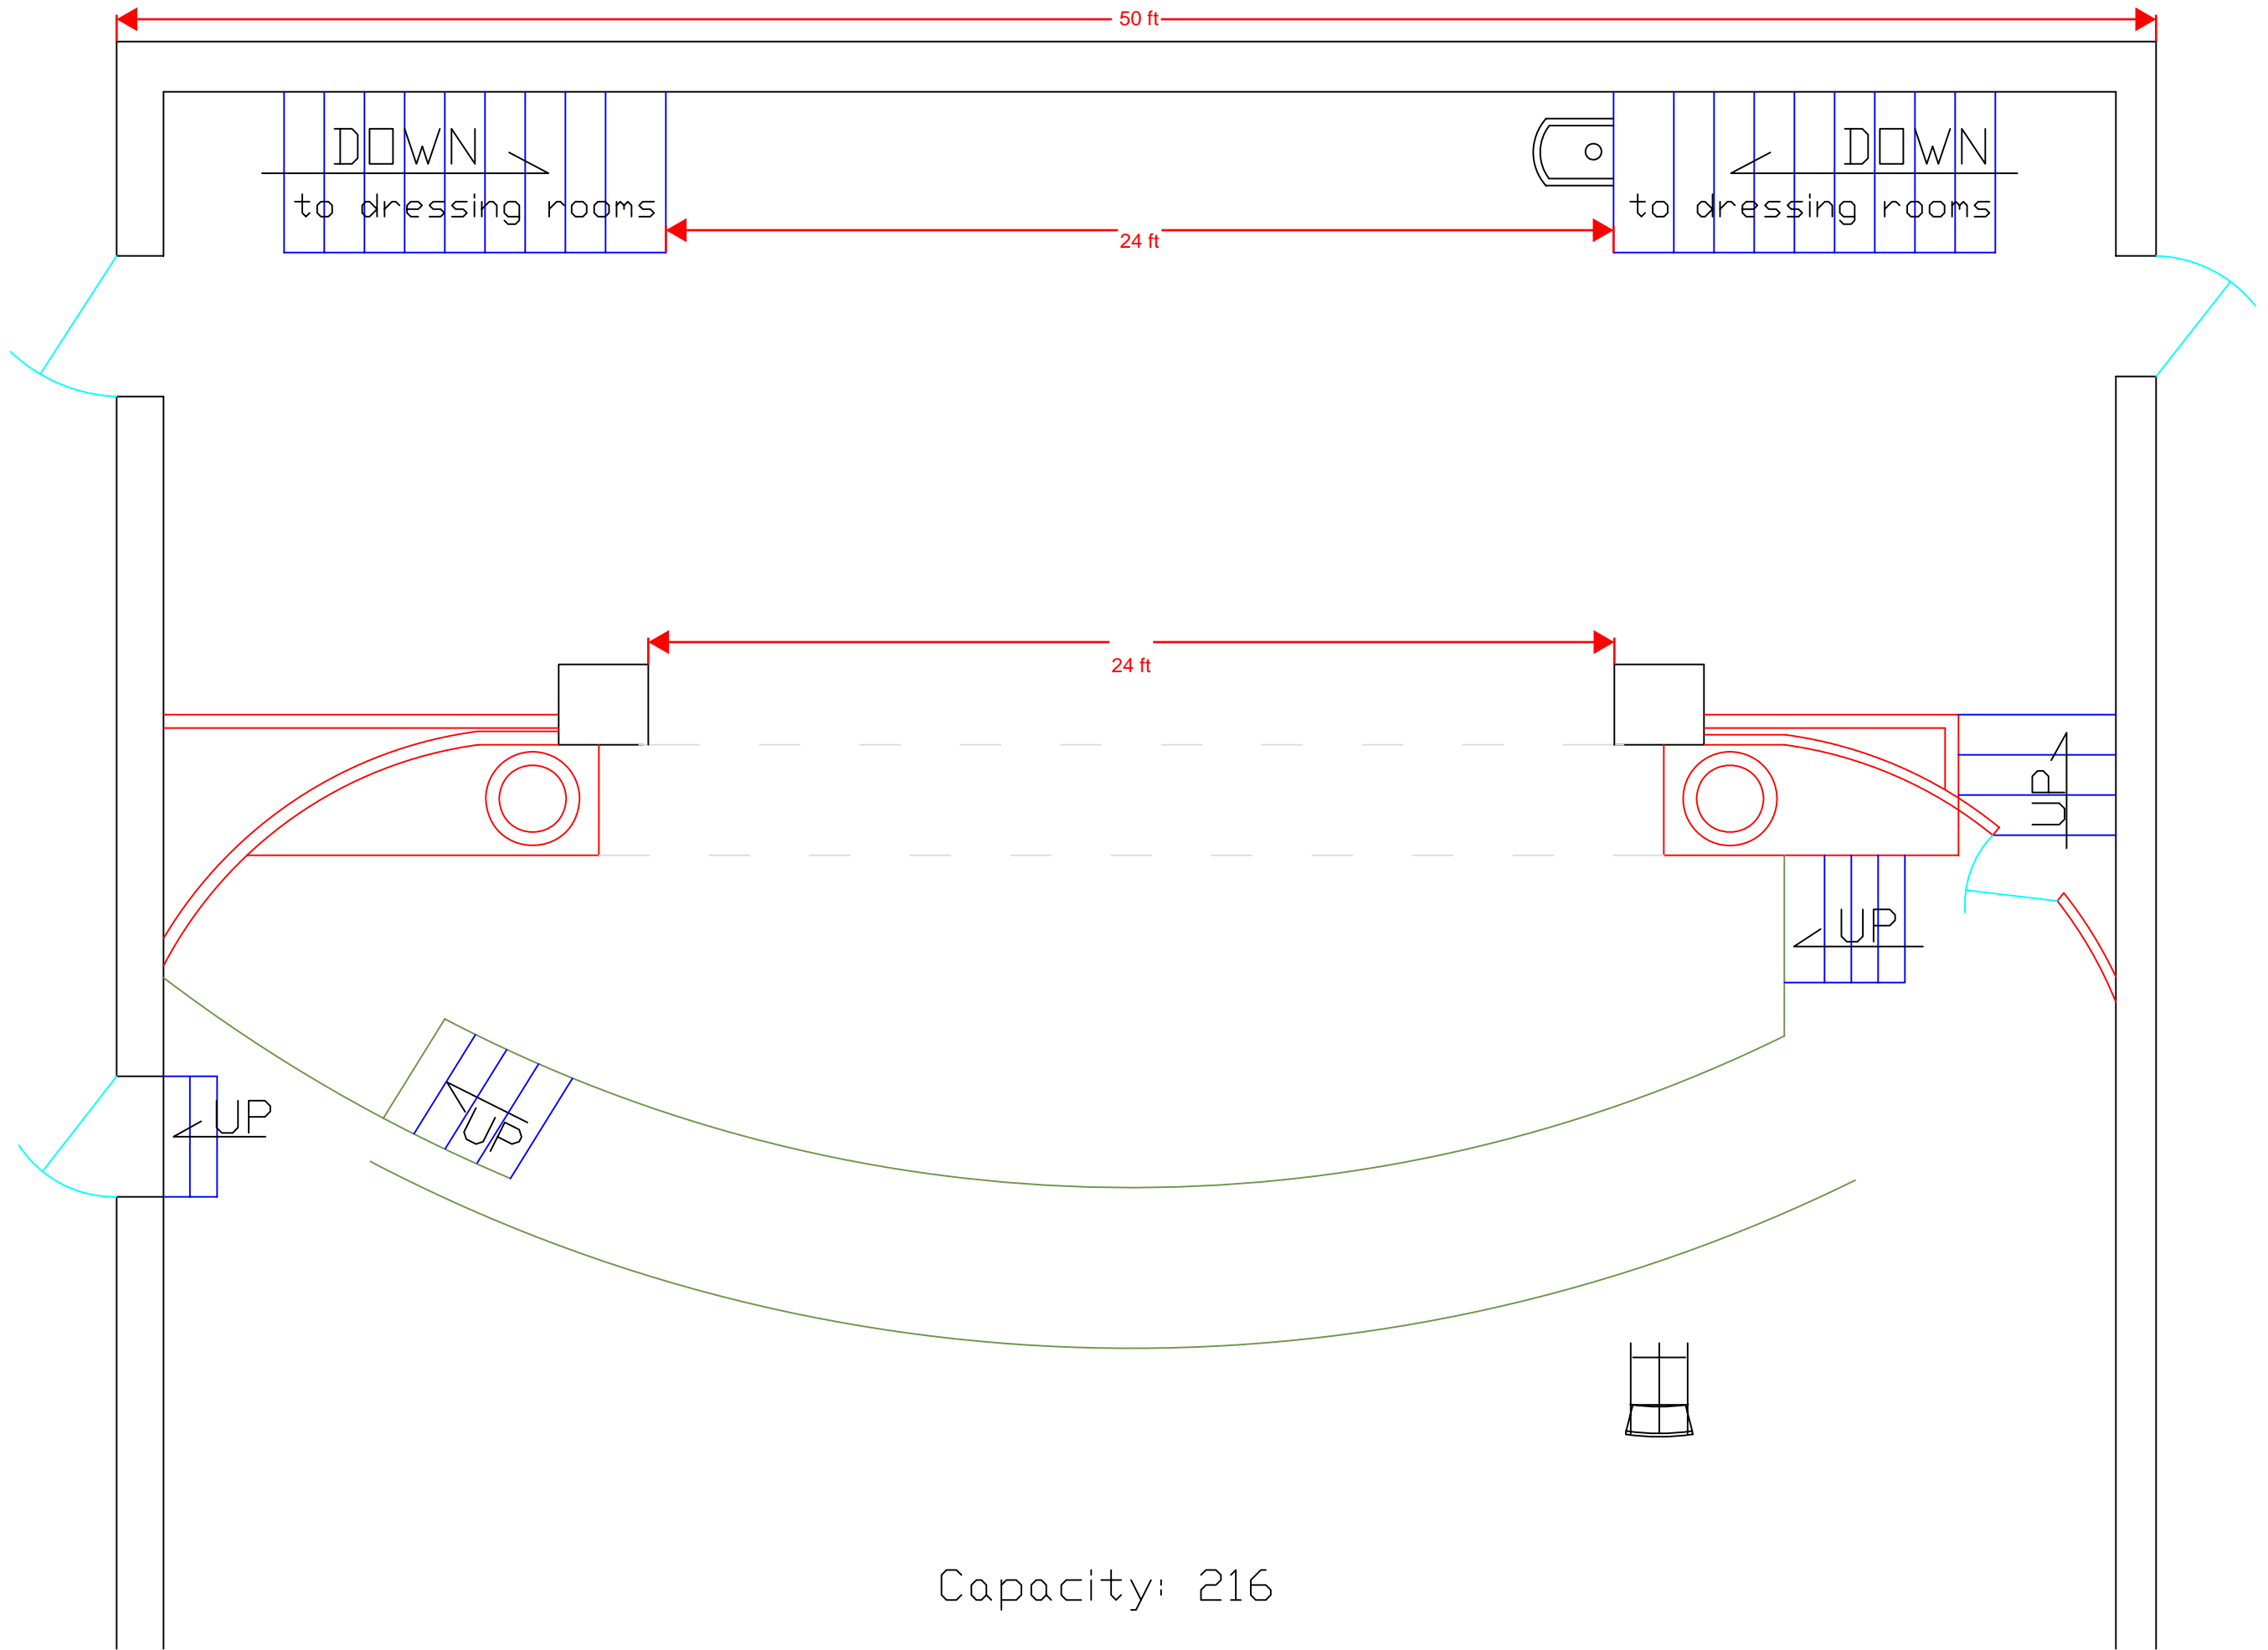 50 ft
DOWN
to dressing rooms
DOWN
to dressing rooms
24 ft
24 ft
UP
UP
UP
UP
Capacity: 216